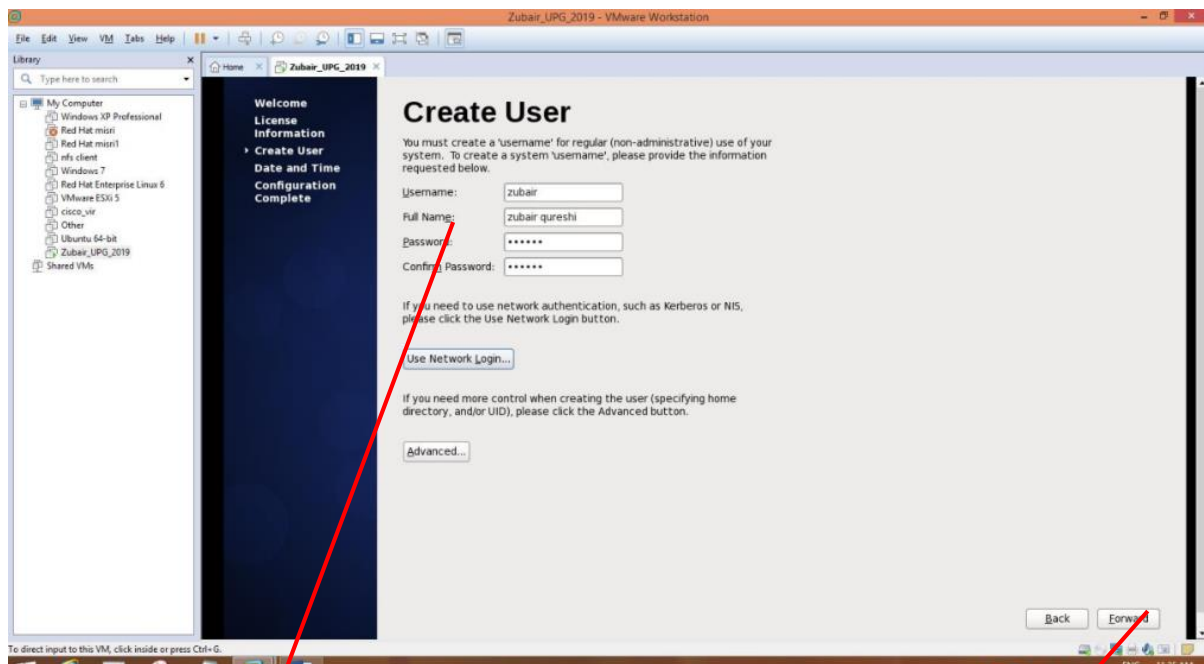 Zubair_UPG_2019 - VMware Workstation
File Edit View VM Tabs Help
Library
Type here to search
My Computer
Windows XP Professional
Red Hat misri
Red Hat misri1
nfs client
Windows 7
Red Hat Enterprise Linux 6
VMware ESXi 5
cisco_vir
Other
Ubuntu 64-bit
Zubair_UPG_2019
Shared VMs
Home
Zubair_UPG_2019
Welcome
License
Information
Create User
Date and Time
Configuration
Complete
Create User
You must create a 'username' for regular (non-administrative) use of your
system. To create a system 'username', please provide the information
requested below.
Username: zubair
Full Name: zubair qureshi
Password: ••••••
Confirm Password: ••••••
If you need to use network authentication, such as Kerberos or NIS,
please click the Use Network Login button.
Use Network Login...
If you need more control when creating the user (specifying home
directory, and/or UID), please click the Advanced button.
Advanced...
Back Forward
To direct input to this VM, click inside or press Ctrl+G.